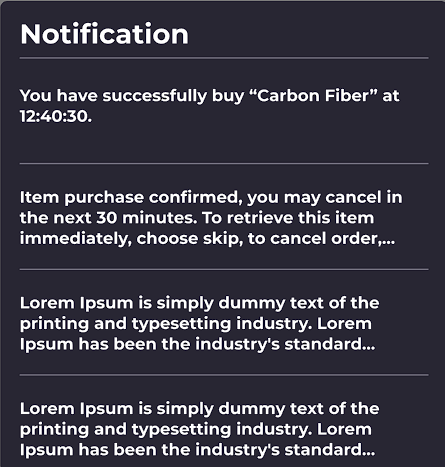 Notification
You have successfully buy “Carbon Fiber” at
12:40:30.
Item purchase confirmed, you may cancel in
the next 30 minutes. To retrieve this item
immediately, choose skip, to cancel order,...
Lorem Ipsum is simply dummy text of the
printing and typesetting industry. Lorem
Ipsum has been the industry's standard...
Lorem Ipsum is simply dummy text of the
printing and typesetting industry. Lorem
Ipsum has been the industry's standard...